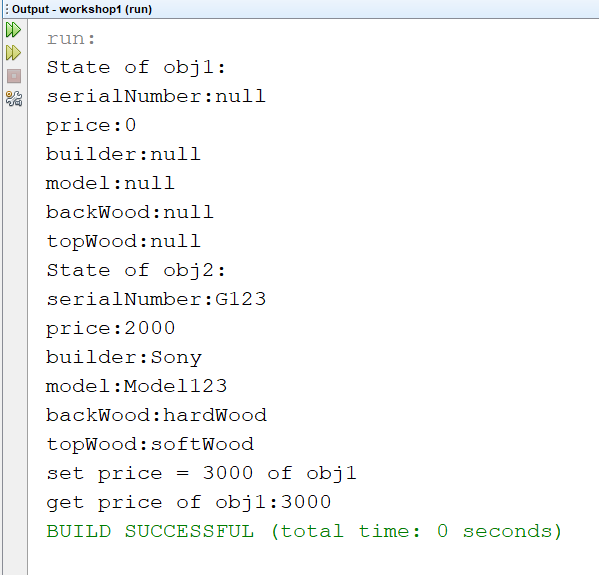 Output - workshop1 (run)
run:
State of obj1:
serialNumber:null
price:0
builder:null
model:null
backWood:null
topWood:null
State of obj2:
serialNumber:G123
price:2000
builder:Sony
model:Model123
backWood:hardWood
topWood:softWood
set price = 3000 of obj1
get price of obj1:3000
BUILD SUCCESSFUL (total time: 0 seconds)